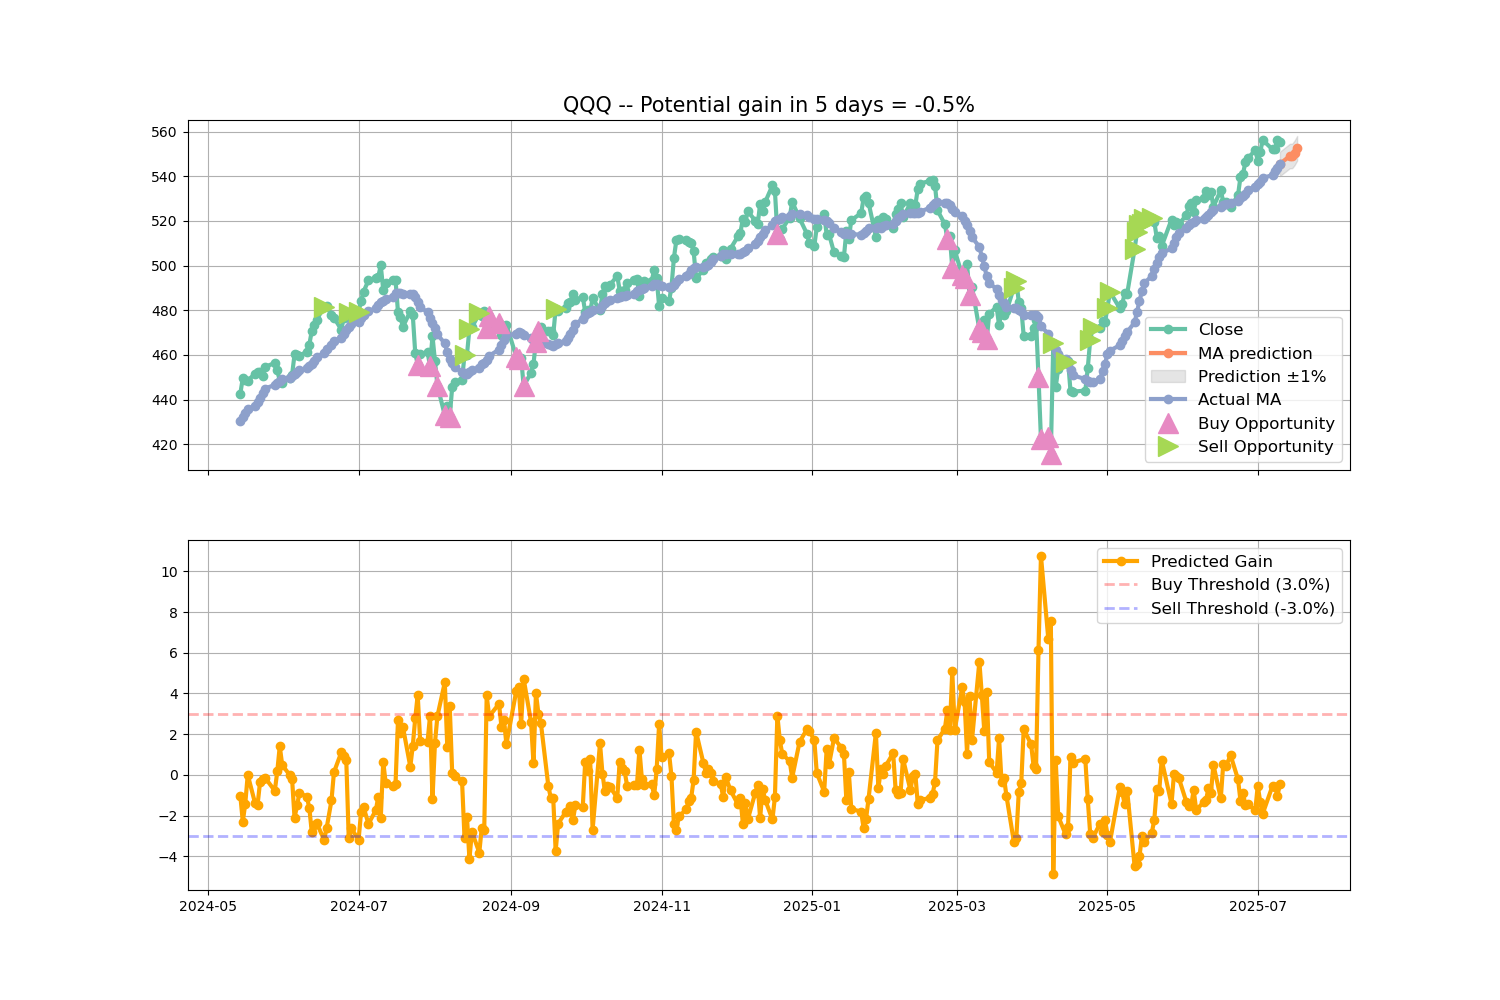 QQQ -- Potential gain in 5 days = -0.5%
560
540
520
500
480
460
440
420
Close
MA prediction
Prediction ±1%
Actual MA
Buy Opportunity
Sell Opportunity
10
8
6
4
2
0
−2
−4
Predicted Gain
Buy Threshold (3.0%)
Sell Threshold (-3.0%)
2024-05
2024-07
2024-09
2024-11
2025-01
2025-03
2025-05
2025-07